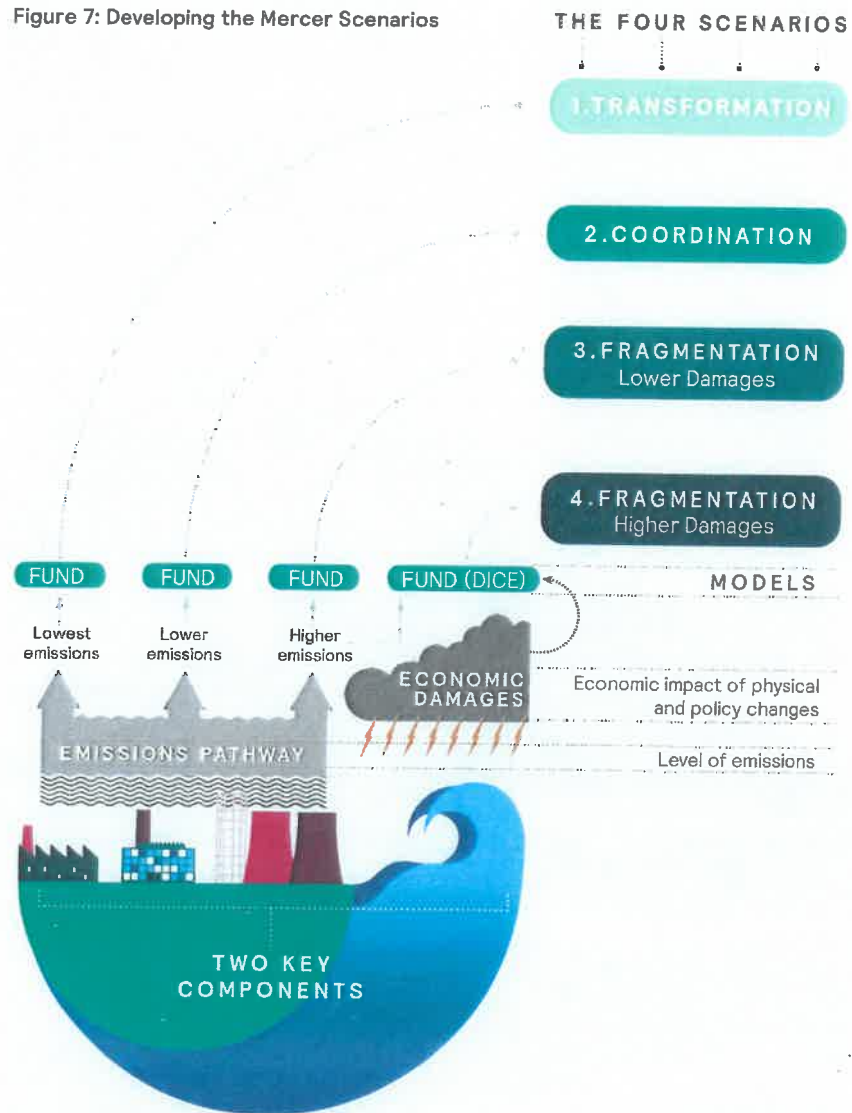 Figure 7: Developing the Mercer Scenarios
THE FOUR SCENARIOS
1.TRANSFORMATION
2.COORDINATION
3.FRAGMENTATION
Lower Damages
4.FRAGMENTATION
Higher Damages
FUND
FUND
FUND
FUND (DICE)
MODELS
Lowest
emissions
Lower
emissions
Higher
emissions
ECONOMIC
DAMAGES
Economic impact of physical
and policy changes
EMISSIONS PATHWAY
Level of emissions
TWO KEY
COMPONENTS